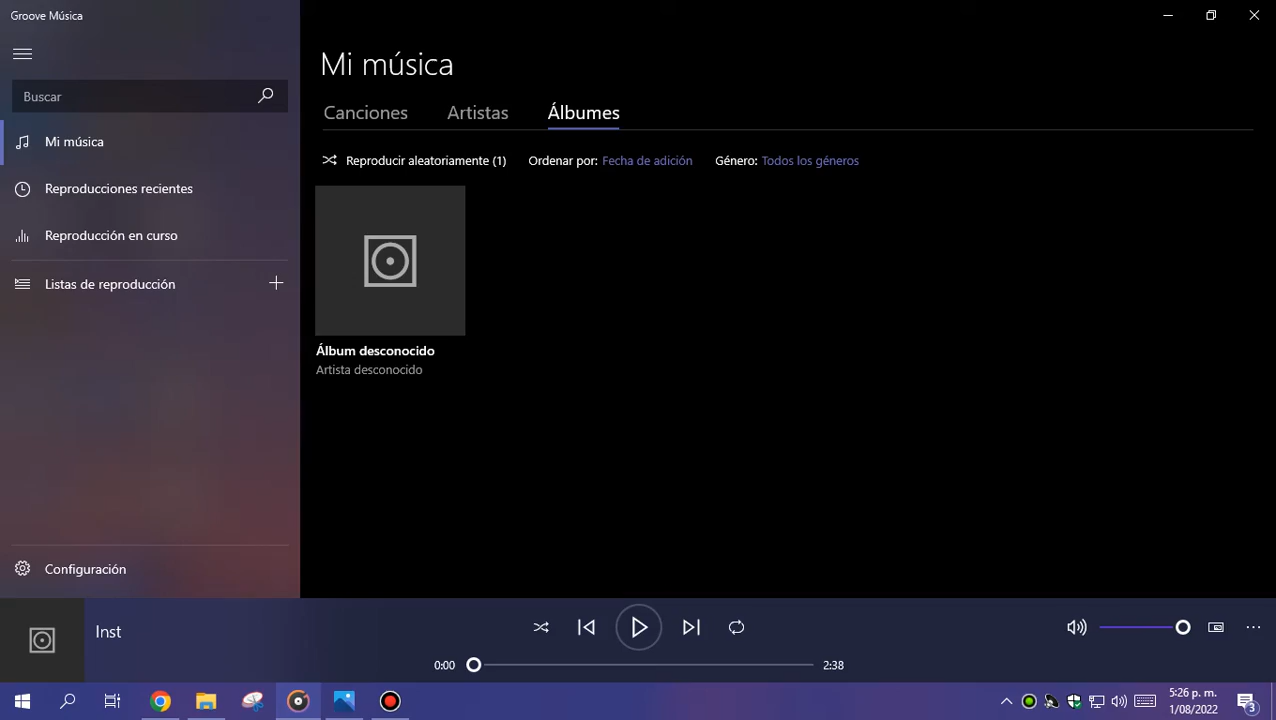 Groove Música
Buscar
Mi música
Reproducciones recientes
Reproducción en curso
Listas de reproducción
Configuración
Mi música
Canciones Artistas Álbumes
Reproducir aleatoriamente (1) Ordenar por: Fecha de adición Género: Todos los géneros
Álbum desconocido
Artista desconocido
Inst
0:00 2:38
5:26 p. m.
1/08/2022
3